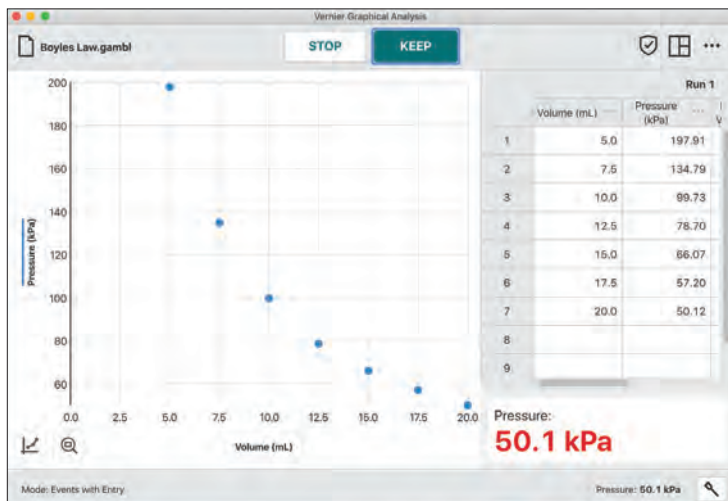 Vernier Graphical Analysis
Boyles Law.gambl
STOP
KEEP
Pressure (kPa)
200
180
160
140
120
100
80
60
0.0 2.5 5.0 7.5 10.0 12.5 15.0 17.5 20.0
Volume (mL)
Run 1
Volume (mL) ... Pressure (kPa) ...
1 5.0 197.91
2 7.5 134.79
3 10.0 99.73
4 12.5 78.70
5 15.0 66.07
6 17.5 57.20
7 20.0 50.12
8
9
Pressure:
50.1 kPa
Mode: Events with Entry
Pressure: 50.1 kPa